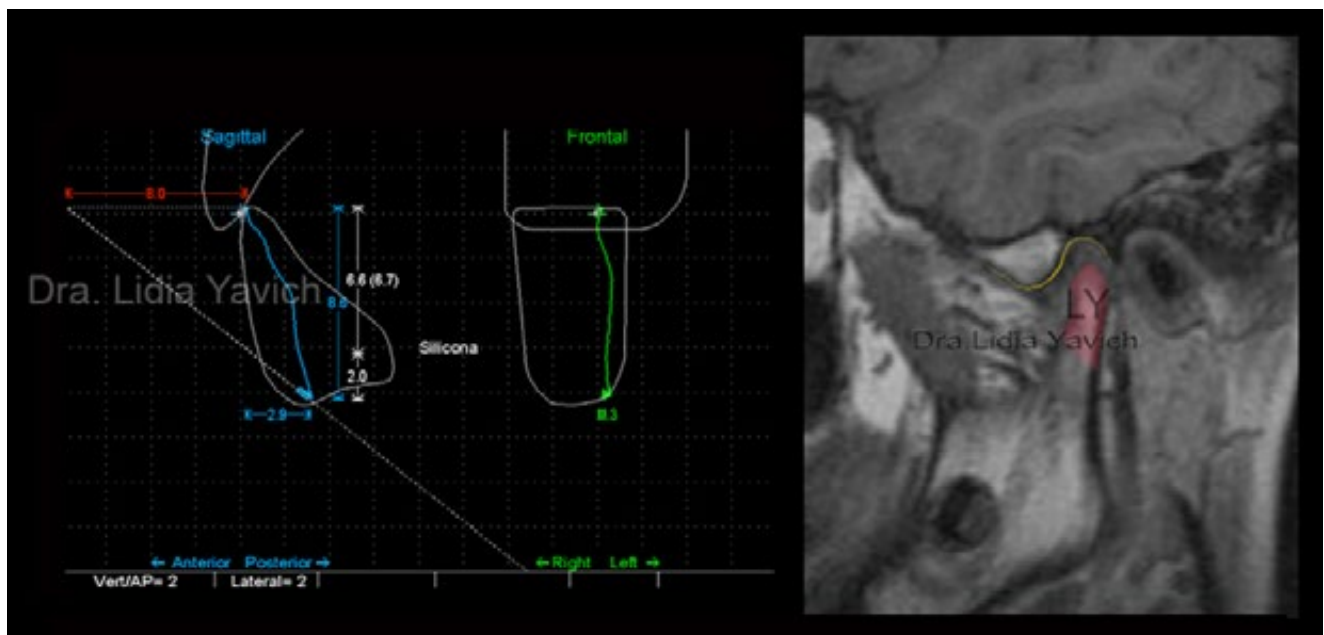 Sagittal
Frontal
8.0
6.6 (6.7)
8.6
Dra. Lidia Yavich
Silicona
2.0
2.9
0.3
← Anterior Posterior →
← Right Left →
Vert/AP= 2
Lateral= 2
LY
Dra.Lidia Yavich